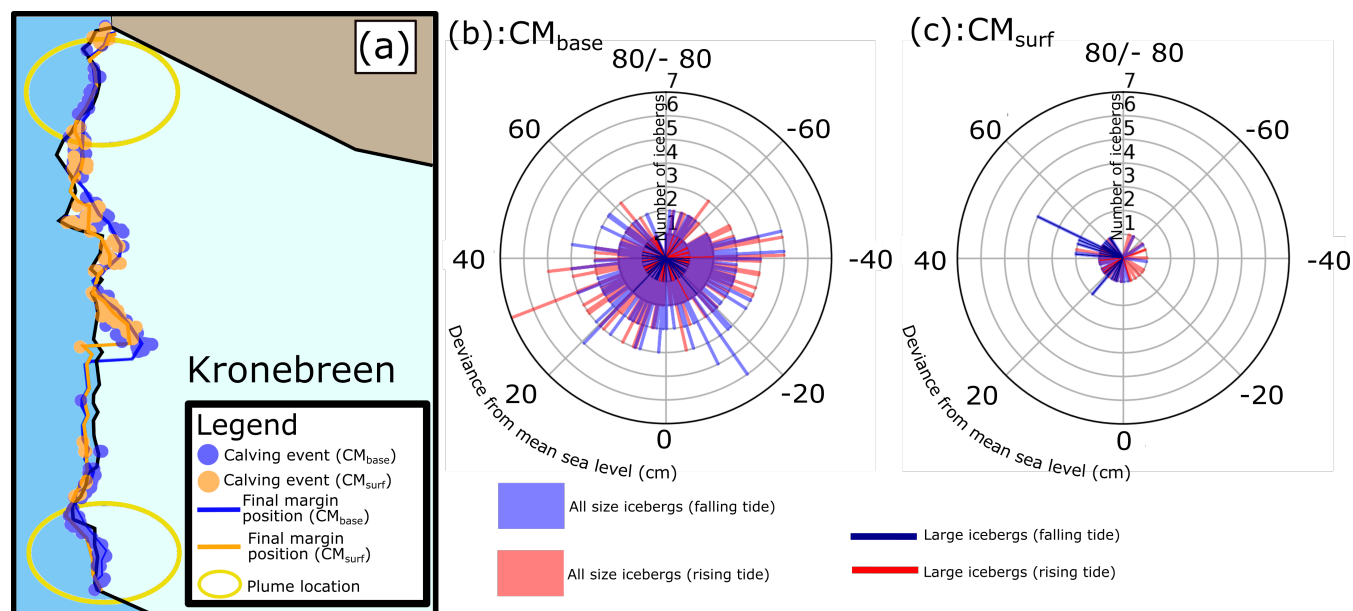 (a)
Kronebreen
Legend
Calving event (CMbase)
Calving event (CMsurf)
Final margin
position (CMbase)
Final margin
position (CMsurf)
Plume location
(b):CMbase
80/- 80
7
6
5
4
3
2
1
Number of icebergs
60
-60
40
-40
20
-20
0
Deviance from mean sea level (cm)
(c):CMsurf
80/- 80
7
6
5
4
3
2
1
Number of icebergs
60
-60
40
-40
20
-20
0
Deviance from mean sea level (cm)
All size icebergs (falling tide)
All size icebergs (rising tide)
Large icebergs (falling tide)
Large icebergs (rising tide)